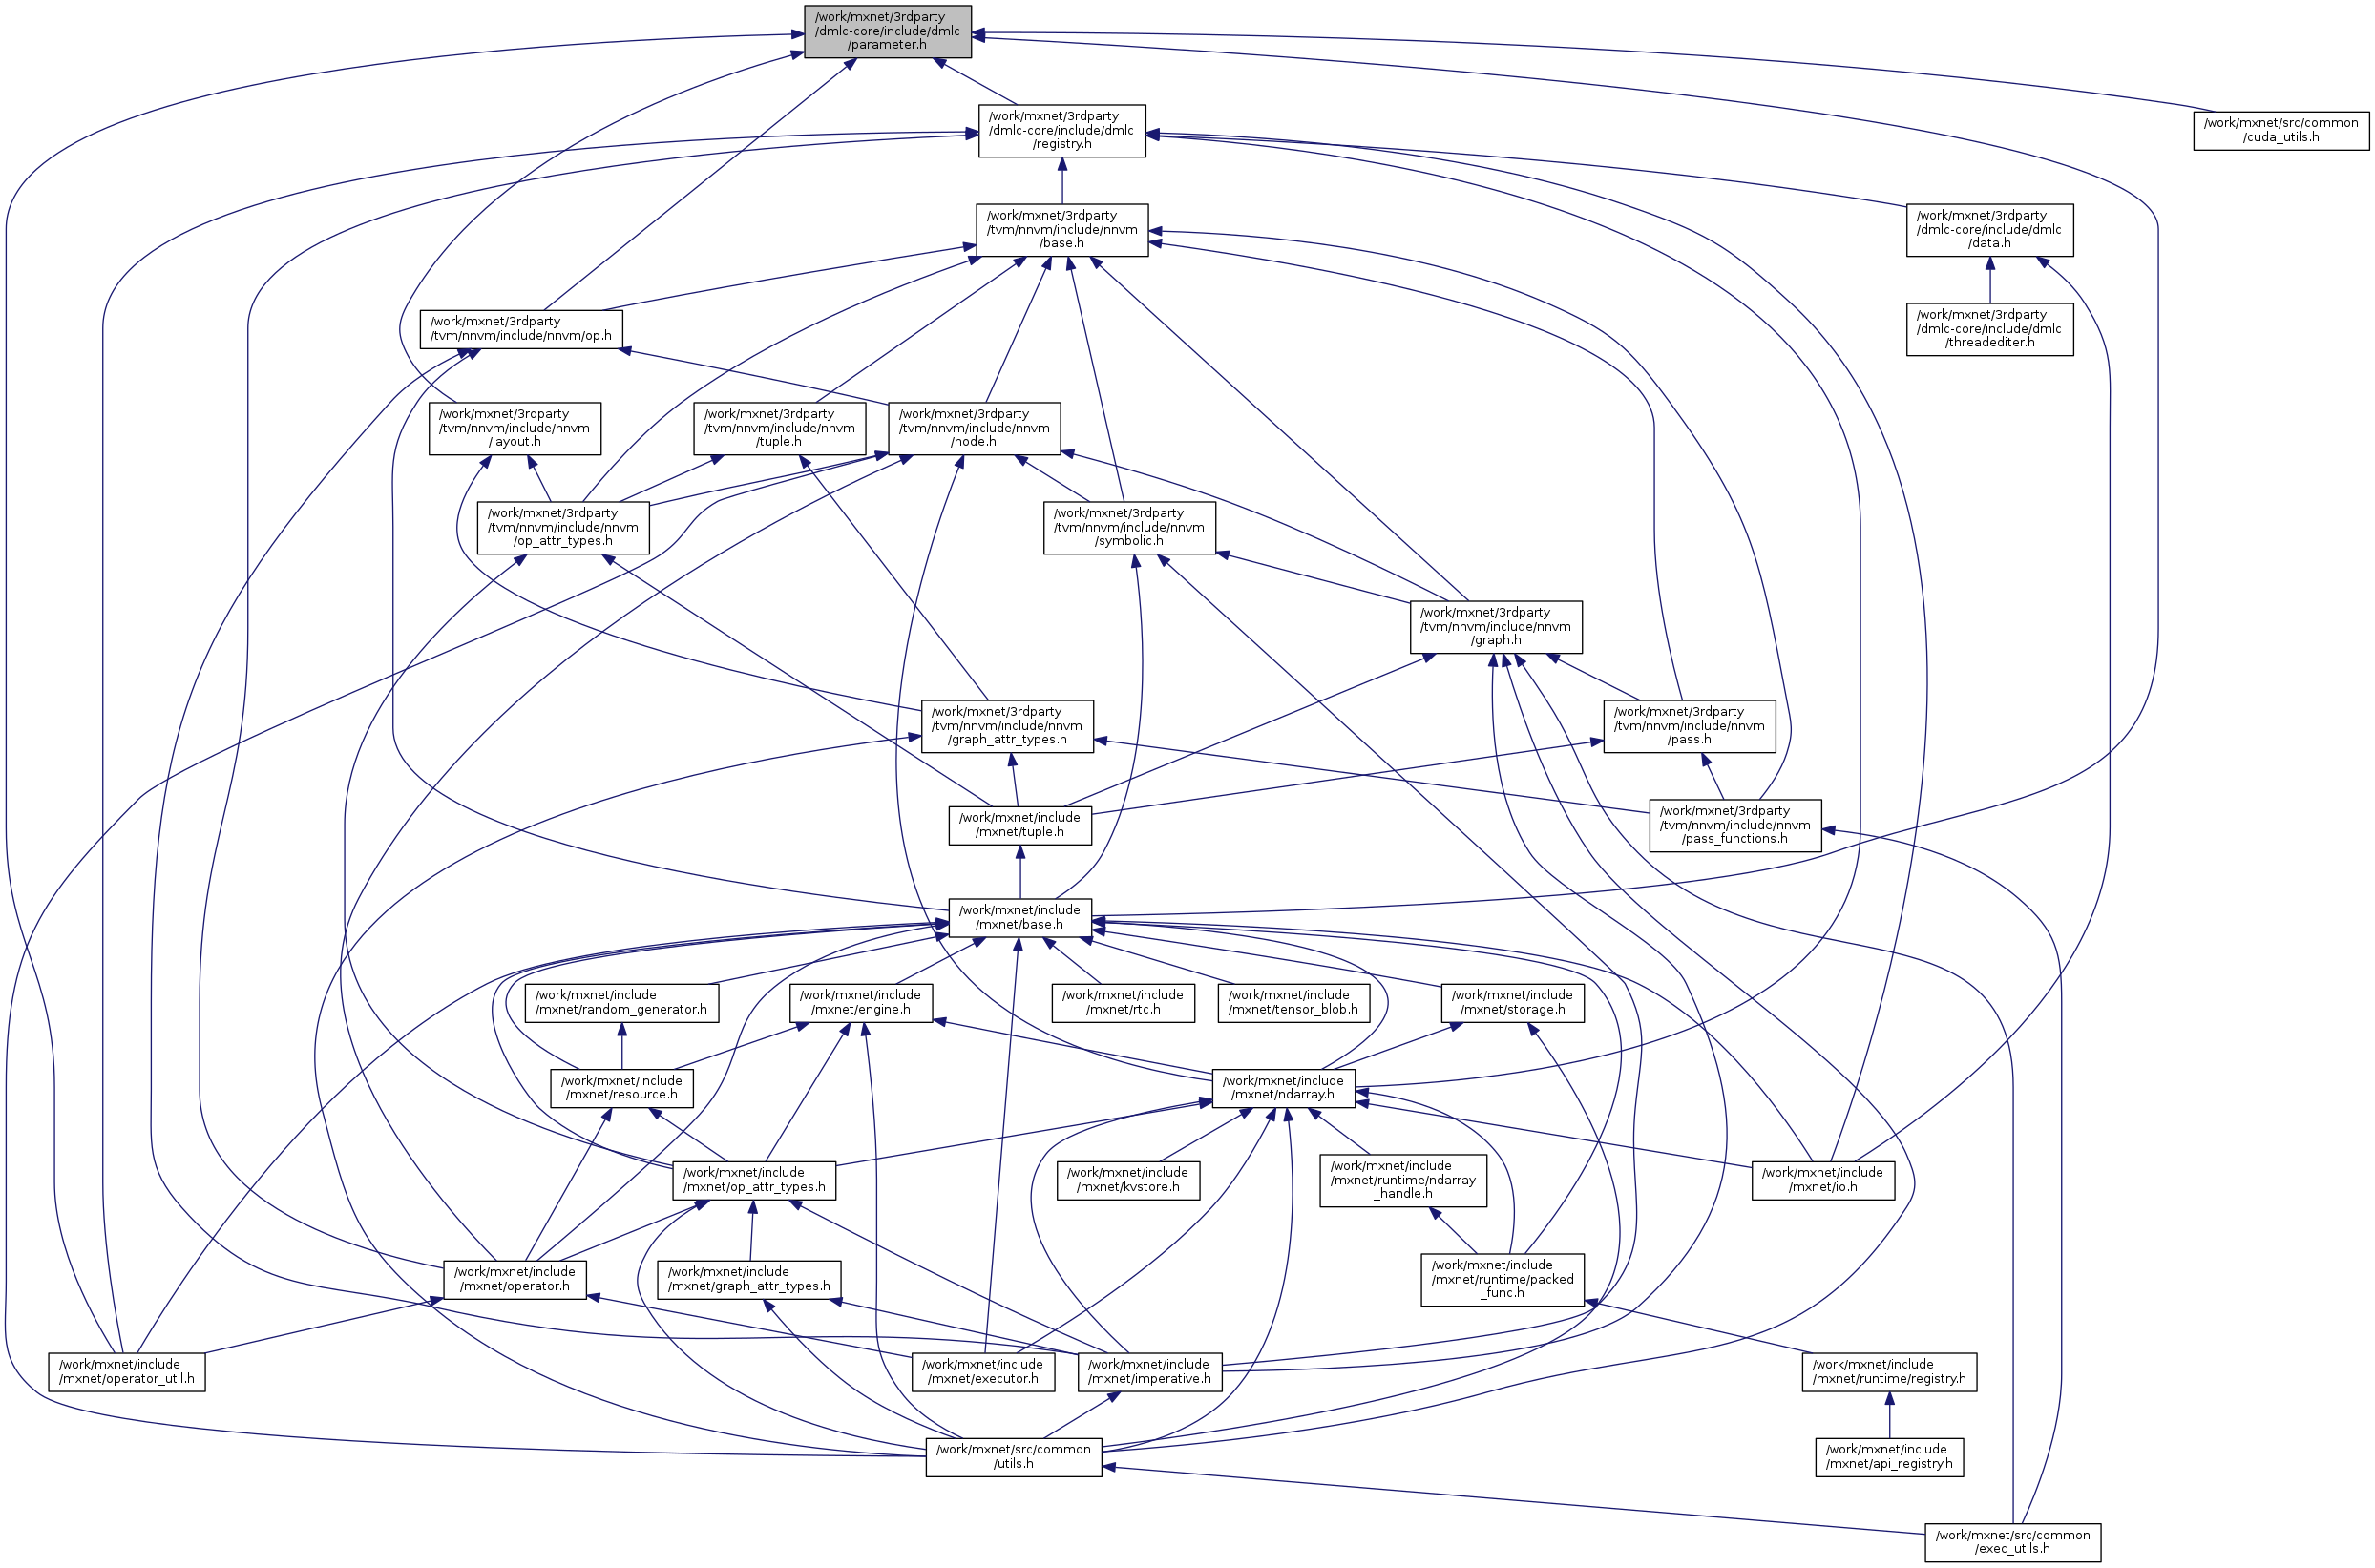 /work/mxnet/3rdparty
/dmlc-core/include/dmlc
/parameter.h
/work/mxnet/3rdparty
/dmlc-core/include/dmlc
/registry.h
/work/mxnet/src/common
/cuda_utils.h
/work/mxnet/3rdparty
/tvm/nnvm/include/nnvm
/base.h
/work/mxnet/3rdparty
/dmlc-core/include/dmlc
/data.h
/work/mxnet/3rdparty
/tvm/nnvm/include/nnvm/op.h
/work/mxnet/3rdparty
/dmlc-core/include/dmlc
/threadediter.h
/work/mxnet/3rdparty
/tvm/nnvm/include/nnvm
/layout.h
/work/mxnet/3rdparty
/tvm/nnvm/include/nnvm
/tuple.h
/work/mxnet/3rdparty
/tvm/nnvm/include/nnvm
/node.h
/work/mxnet/3rdparty
/tvm/nnvm/include/nnvm
/op_attr_types.h
/work/mxnet/3rdparty
/tvm/nnvm/include/nnvm
/symbolic.h
/work/mxnet/3rdparty
/tvm/nnvm/include/nnvm
/graph.h
/work/mxnet/3rdparty
/tvm/nnvm/include/nnvm
/graph_attr_types.h
/work/mxnet/3rdparty
/tvm/nnvm/include/nnvm
/pass.h
/work/mxnet/include
/mxnet/tuple.h
/work/mxnet/3rdparty
/tvm/nnvm/include/nnvm
/pass_functions.h
/work/mxnet/include
/mxnet/base.h
/work/mxnet/include
/mxnet/random_generator.h
/work/mxnet/include
/mxnet/engine.h
/work/mxnet/include
/mxnet/rtc.h
/work/mxnet/include
/mxnet/tensor_blob.h
/work/mxnet/include
/mxnet/storage.h
/work/mxnet/include
/mxnet/resource.h
/work/mxnet/include
/mxnet/ndarray.h
/work/mxnet/include
/mxnet/op_attr_types.h
/work/mxnet/include
/mxnet/kvstore.h
/work/mxnet/include
/mxnet/runtime/ndarray
_handle.h
/work/mxnet/include
/mxnet/io.h
/work/mxnet/include
/mxnet/operator.h
/work/mxnet/include
/mxnet/graph_attr_types.h
/work/mxnet/include
/mxnet/runtime/packed
_func.h
/work/mxnet/include
/mxnet/operator_util.h
/work/mxnet/include
/mxnet/executor.h
/work/mxnet/include
/mxnet/imperative.h
/work/mxnet/include
/mxnet/runtime/registry.h
/work/mxnet/src/common
/utils.h
/work/mxnet/include
/mxnet/api_registry.h
/work/mxnet/src/common
/exec_utils.h